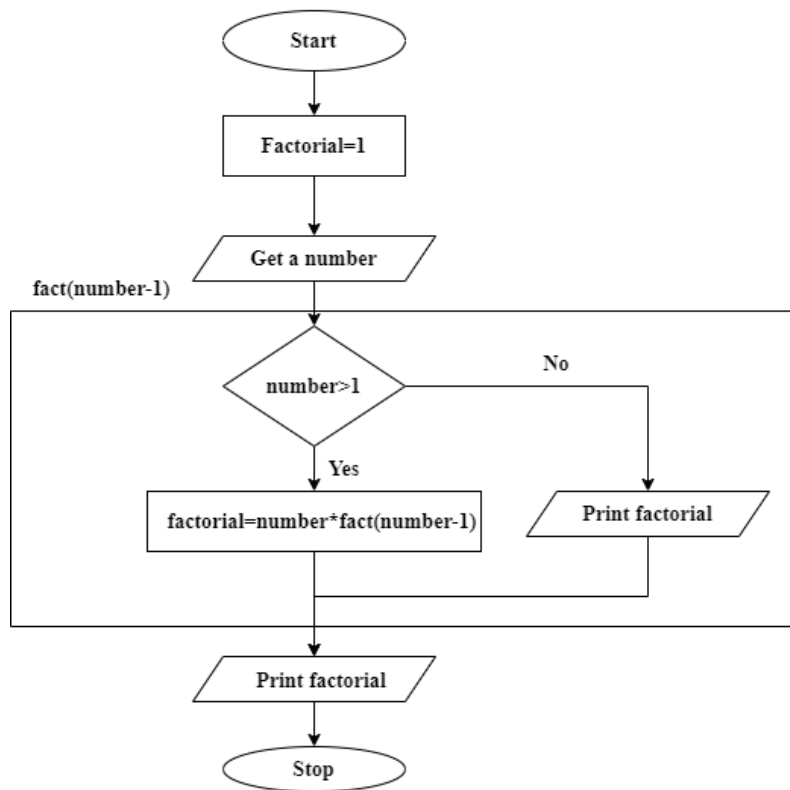 Start
Factorial=1
Get a number
fact(number-1)
number>1
No
Yes
factorial=number*fact(number-1)
Print factorial
Print factorial
Stop